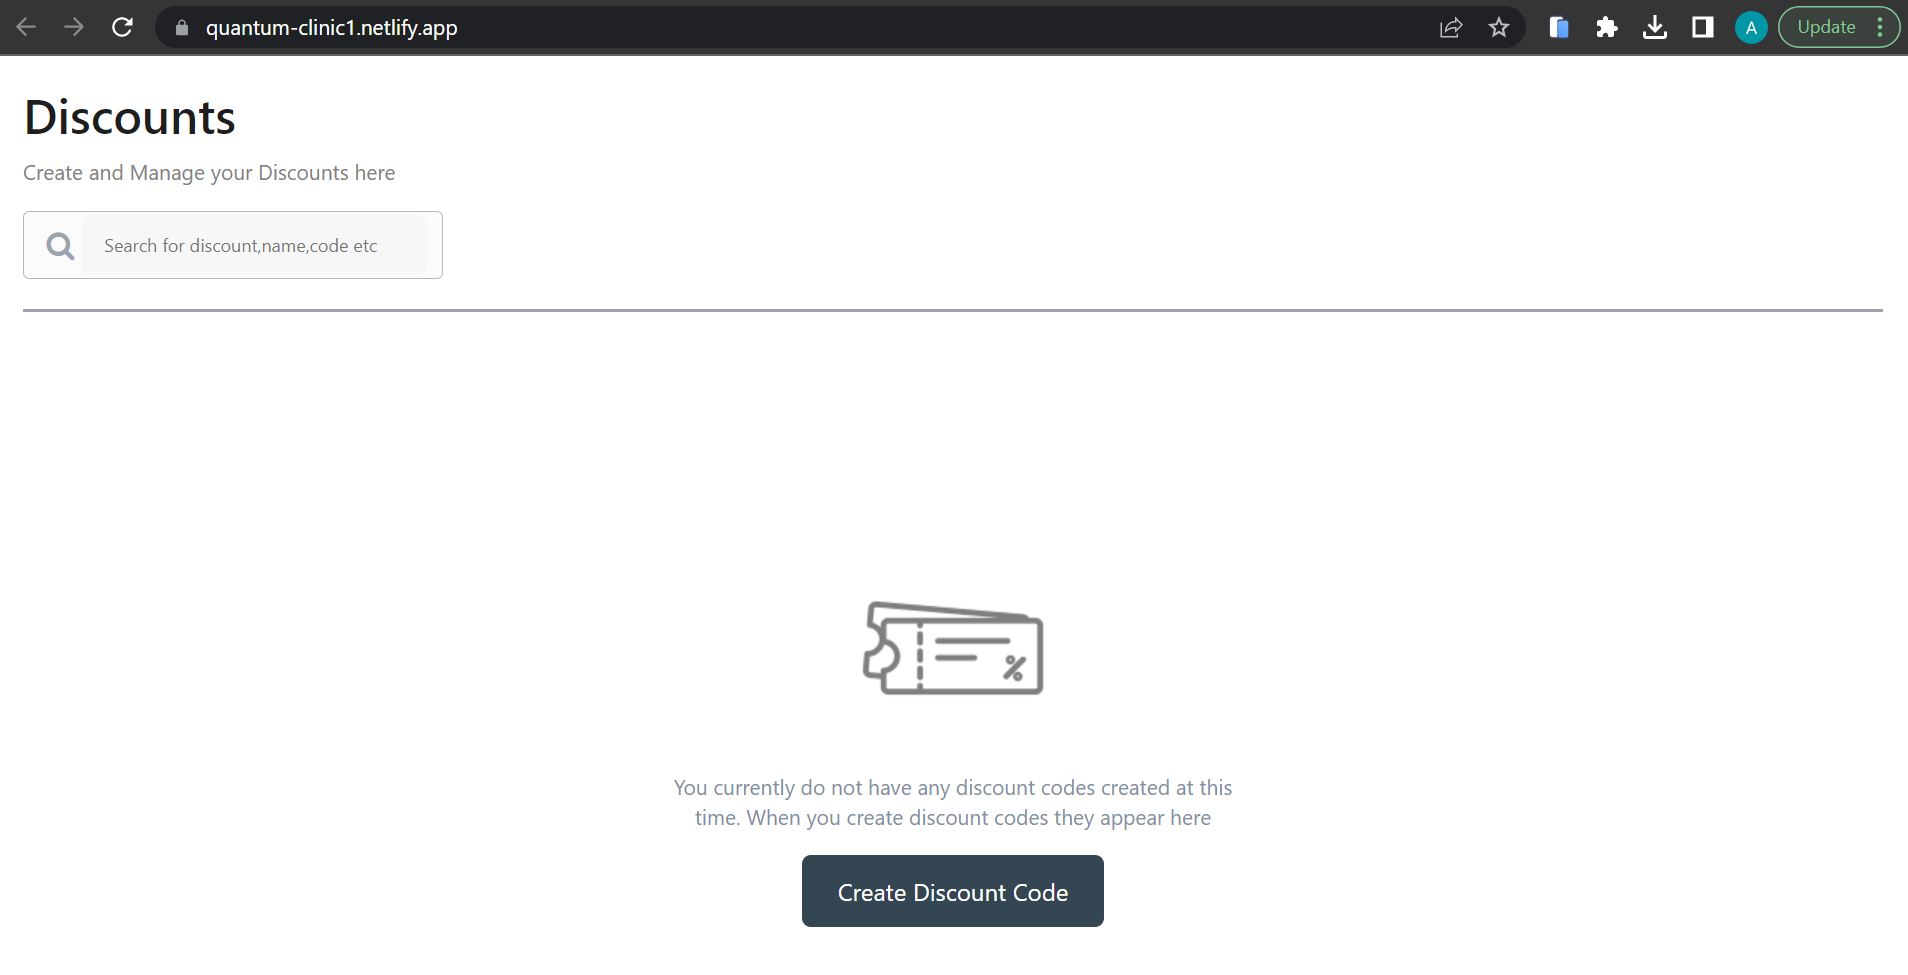 quantum-clinic1.netlify.app
A
Update
Discounts
Create and Manage your Discounts here
Search for discount,name,code etc
%
You currently do not have any discount codes created at this
time. When you create discount codes they appear here
Create Discount Code